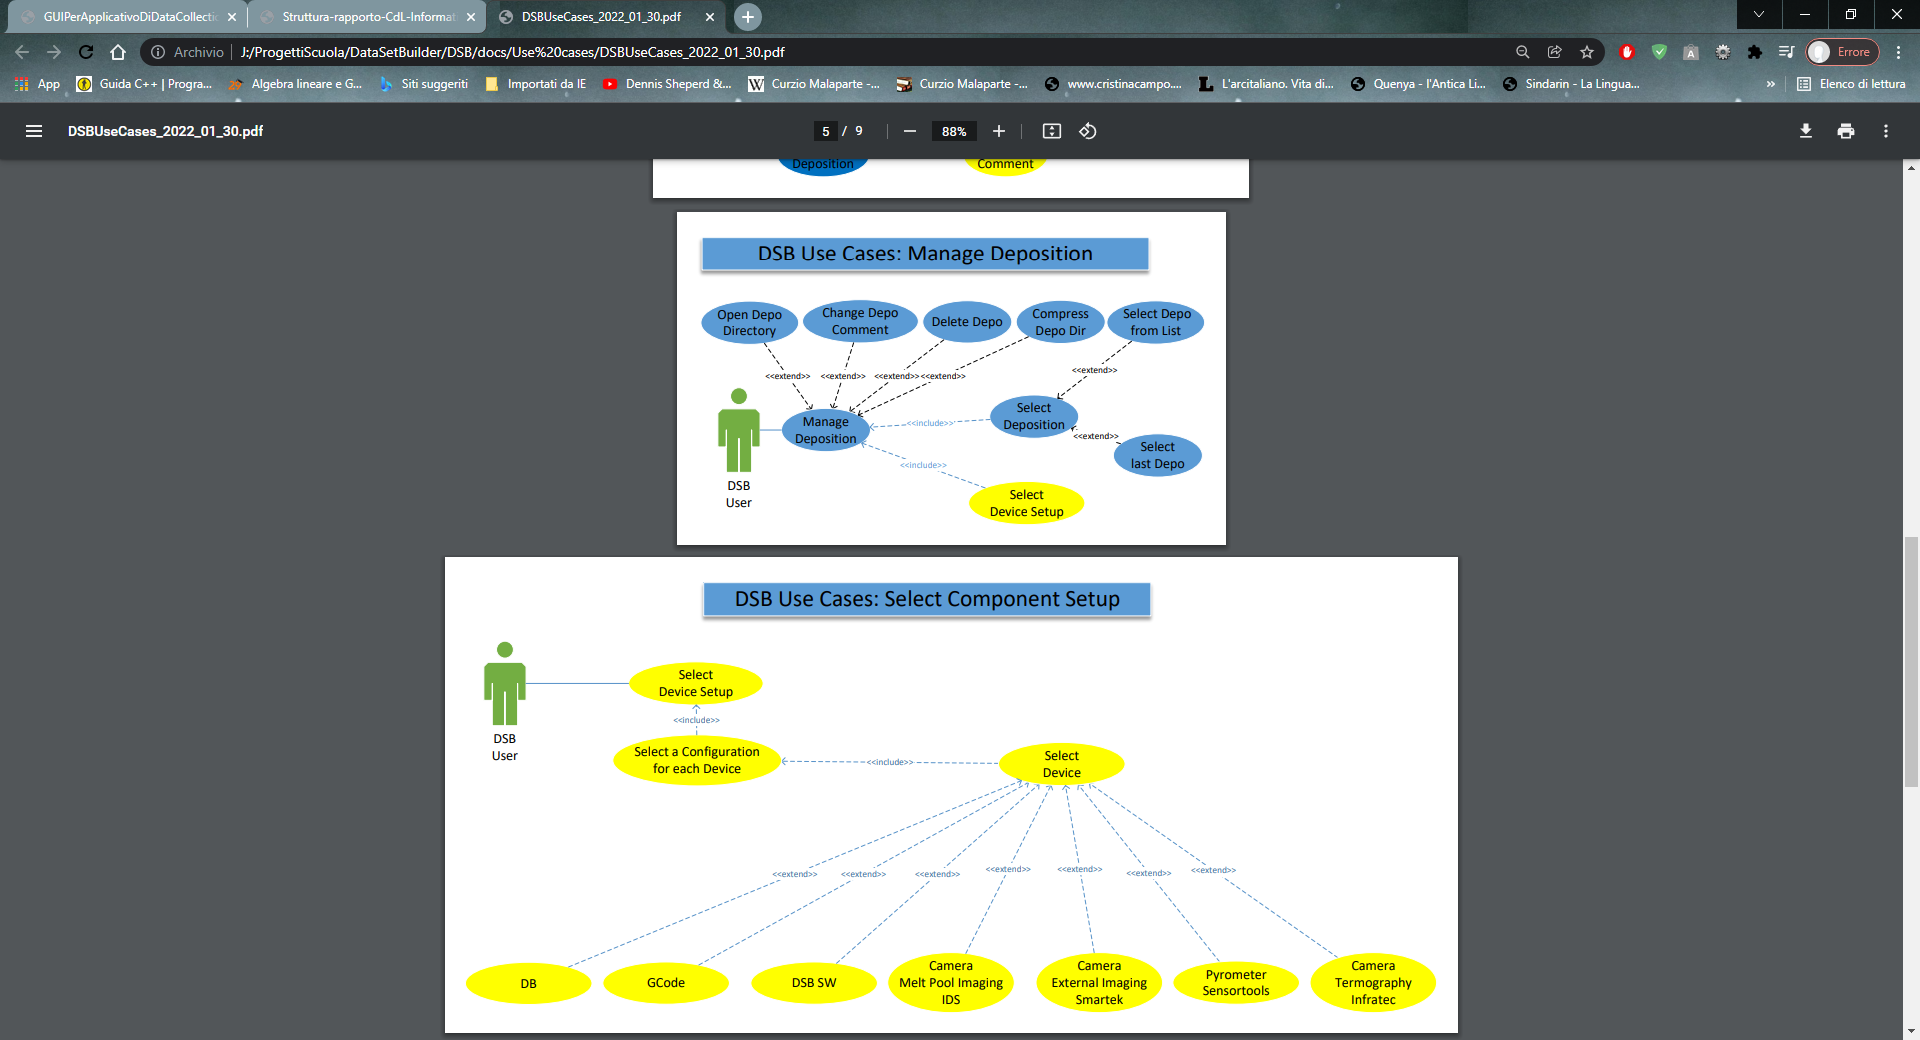 GUIPerApplicativoDiDataCollecti
Struttura-rapporto-CdL-Informat
DSBUseCases_2022_01_30.pdf
Archivio
J:/ProgettiScuola/DataSetBuilder/DSB/docs/Use%20cases/DSBUseCases_2022_01_30.pdf
Errore
App
Guida C++ | Progra...
Algebra lineare e G...
Siti suggeriti
Importati da IE
Dennis Sheperd &...
Curzio Malaparte -...
Curzio Malaparte -...
www.cristinacampo....
L'arcitaliano. Vita di...
Quenya - l'Antica Li...
Sindarin - La Lingua...
»
Elenco di lettura
DSBUseCases_2022_01_30.pdf
5 / 9
88%
Deposition
Comment
DSB Use Cases: Manage Deposition
Open Depo
Directory
Change Depo
Comment
Delete Depo
Compress
Depo Dir
Select Depo
from List
<<extend>>
<<extend>>
<<extend>>
<<extend>>
<<extend>>
Manage
Deposition
<<include>>
Select
Deposition
<<extend>>
Select
last Depo
<<include>>
DSB
User
Select
Device Setup
DSB Use Cases: Select Component Setup
Select
Device Setup
<<include>>
DSB
User
Select a Configuration
for each Device
<<include>>
Select
Device
<<extend>>
<<extend>>
<<extend>>
<<extend>>
<<extend>>
<<extend>>
<<extend>>
DB
GCode
DSB SW
Camera
Melt Pool Imaging
IDS
Camera
External Imaging
Smartek
Pyrometer
Sensortools
Camera
Termography
Infratec